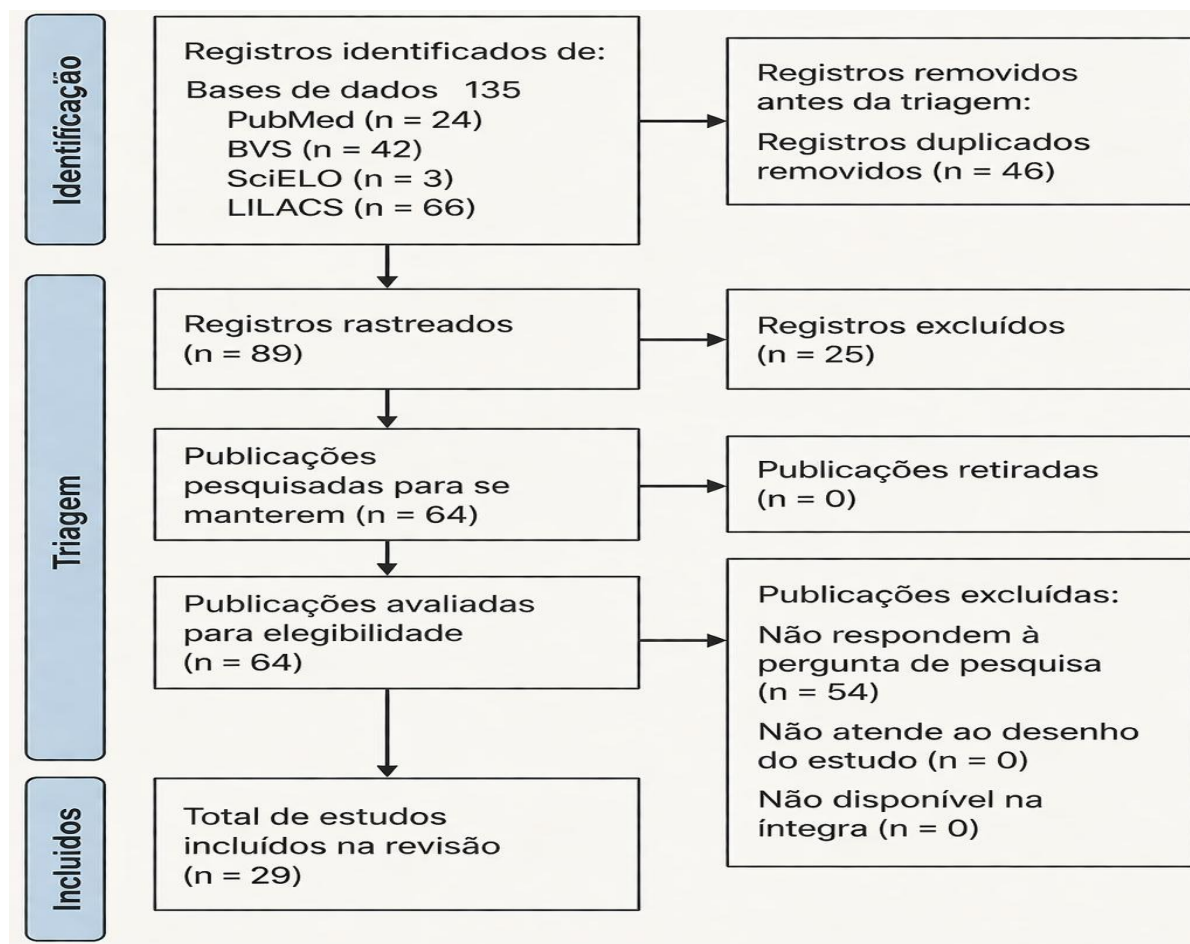 Identificação
Registros identificados de:
Bases de dados 135
PubMed (n = 24)
BVS (n = 42)
SciELO (n = 3)
LILACS (n = 66)
Registros removidos
antes da triagem:
Registros duplicados
removidos (n = 46)
Triagem
Registros rastreados
(n = 89)
Registros excluídos
(n = 25)
Publicações
pesquisadas para se
manterem (n = 64)
Publicações retiradas
(n = 0)
Publicações avaliadas
para elegibilidade
(n = 64)
Publicações excluídas:
Não respondem à
pergunta de pesquisa
(n = 54)
Não atende ao desenho
do estudo (n = 0)
Não disponível na
íntegra (n = 0)
Incluidos
Total de estudos
incluídos na revisão
(n = 29)